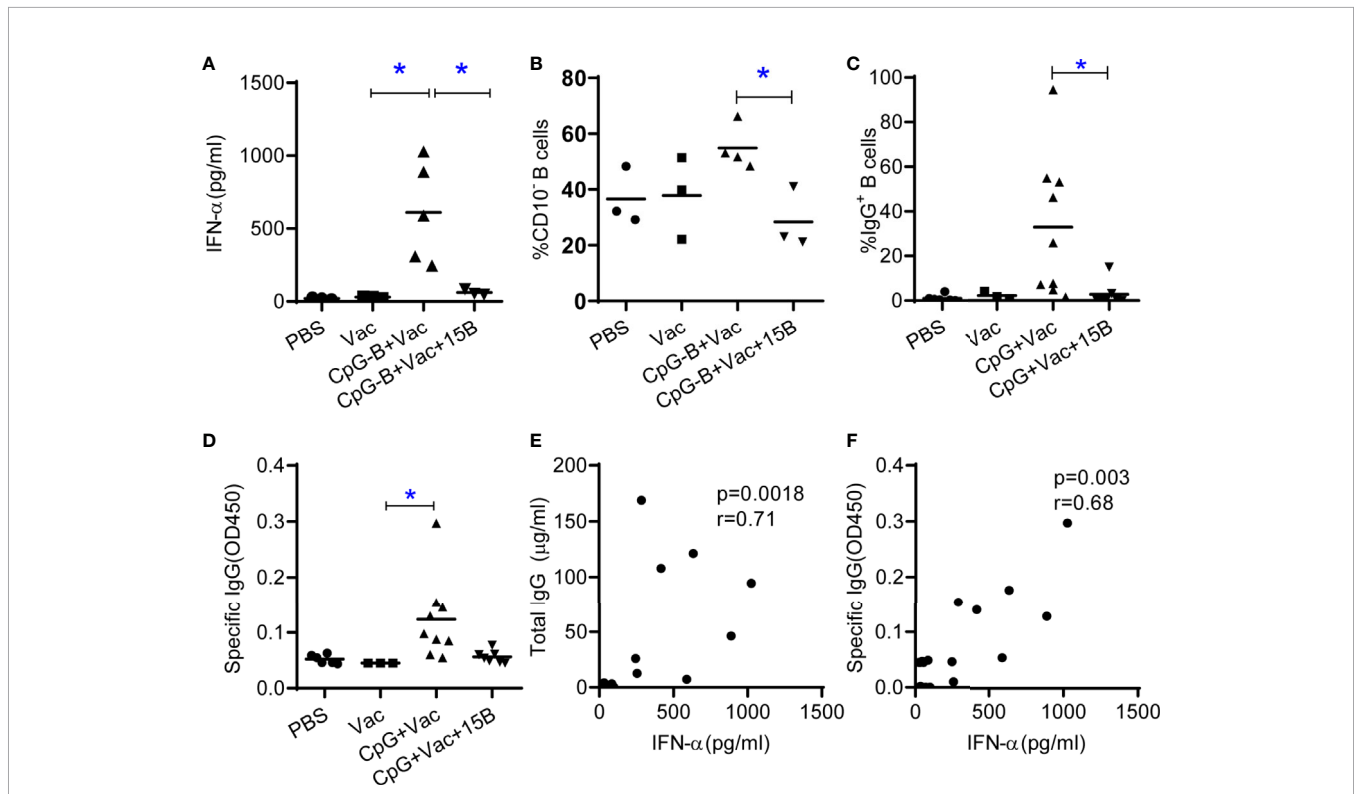 A
*
*
1500
1000
500
0
IFN-α (pg/ml)
PBS
Vac
CpG-B+Vac
CpG-B+Vac+15B
B
*
80
60
40
20
0
%CD10⁻ B cells
PBS
Vac
CpG-B+Vac
CpG-B+Vac+15B
C
*
100
80
60
40
20
0
%IgG⁺ B cells
PBS
Vac
CpG+Vac
CpG+Vac+15B
D
*
0.4
0.3
0.2
0.1
0.0
Specific IgG(OD450)
PBS
Vac
CpG+Vac
CpG+Vac+15B
E
p=0.0018
r=0.71
200
150
100
50
0
Total IgG (µg/ml)
0 500 1000 1500
IFN-α (pg/ml)
F
p=0.003
r=0.68
0.4
0.3
0.2
0.1
0.0
Specific IgG(OD450)
0 500 1000 1500
IFN-α (pg/ml)